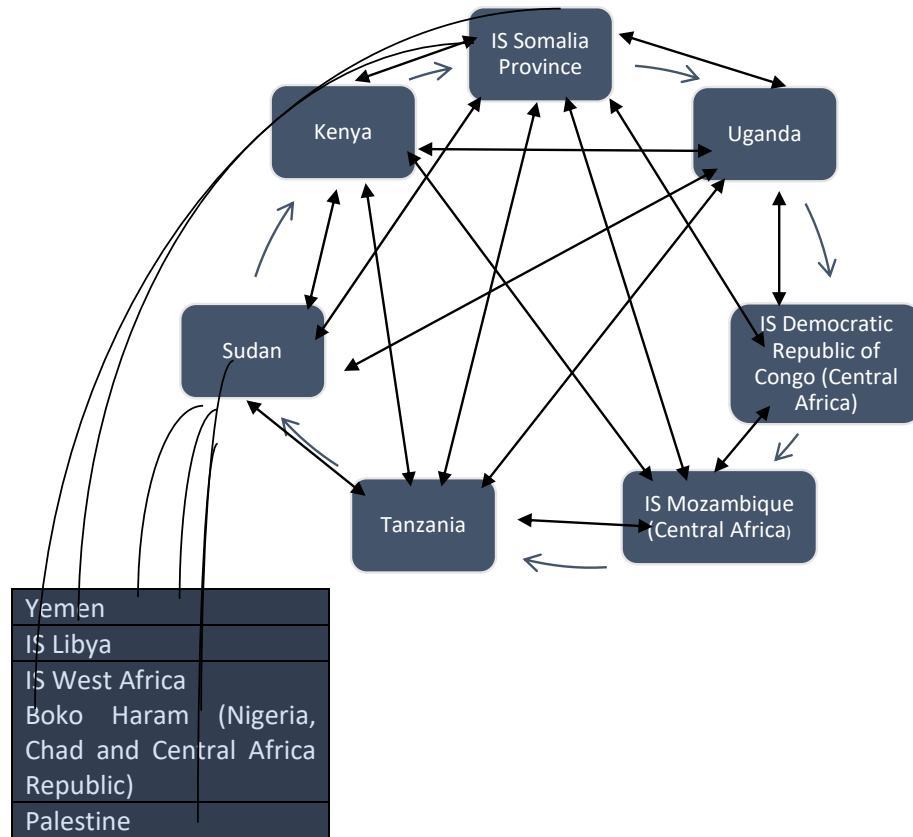 IS Somalia
Province
Kenya
Uganda
Sudan
IS Democratic
Republic of
Congo (Central
Africa)
Tanzania
IS Mozambique
(Central Africa)
Yemen
IS Libya
IS West Africa
Boko Haram (Nigeria,
Chad and Central Africa
Republic)
Palestine